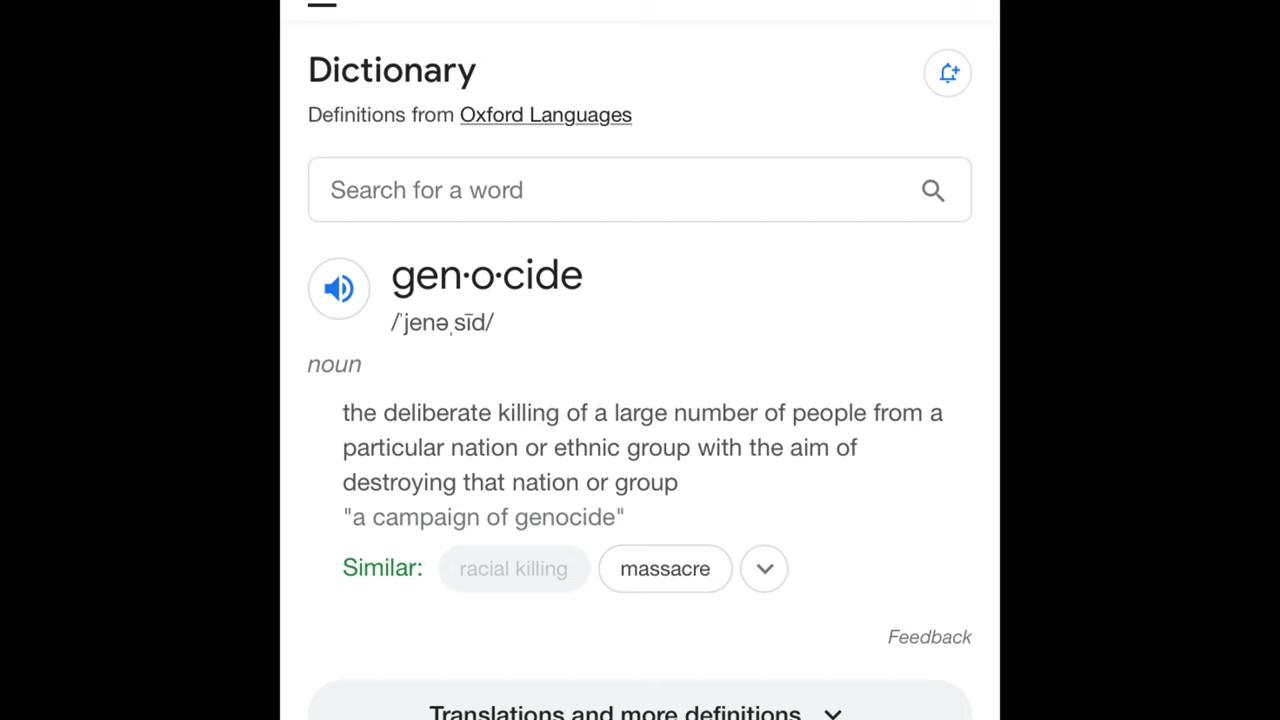 Dictionary
Definitions from Oxford Languages
Search for a word
gen·o·cide
/ˈjenəˌsīd/
noun
the deliberate killing of a large number of people from a
particular nation or ethnic group with the aim of
destroying that nation or group
"a campaign of genocide"
Similar: racial killing massacre
Feedback
Translations and more definitions